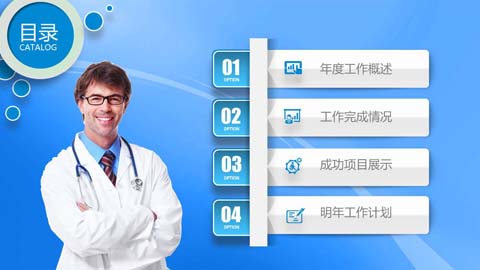 目录
CATALOG
01
OPTION
年度工作概述
02
OPTION
工作完成情况
03
OPTION
成功项目展示
04
OPTION
明年工作计划